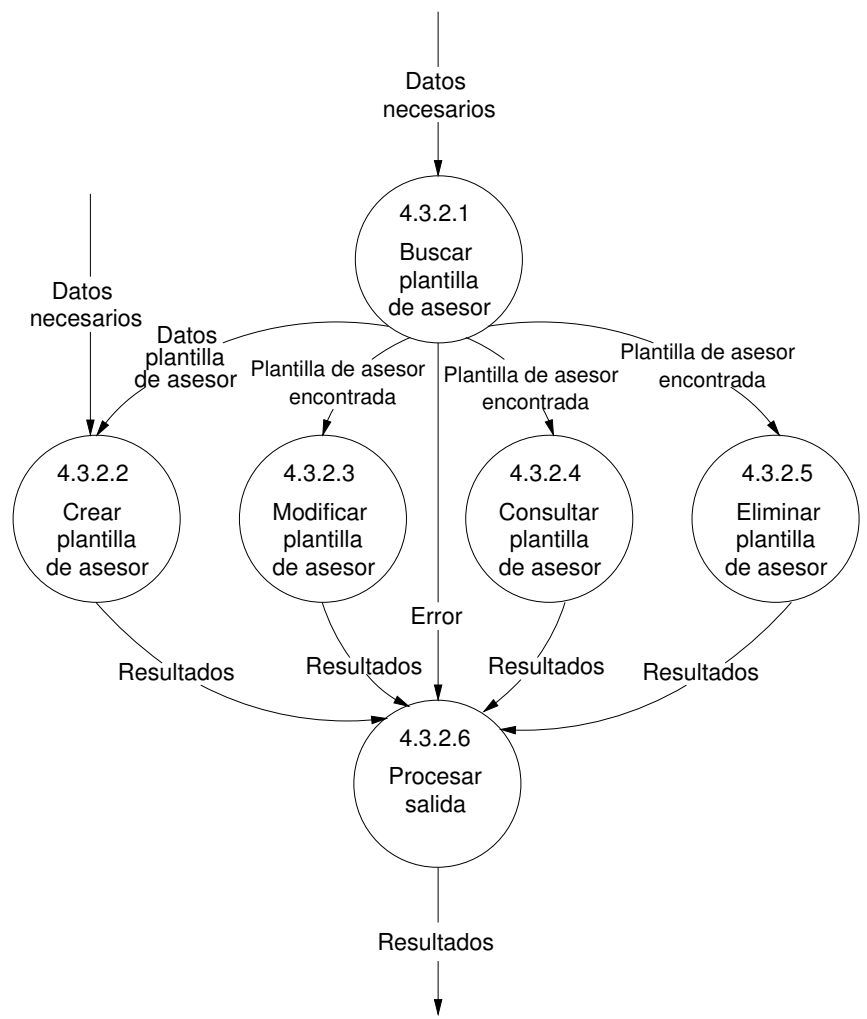 Datos
necesarios
4.3.2.1
Buscar
plantilla
de asesor
Datos
necesarios
Datos
plantilla
de asesor
Plantilla de asesor
encontrada
Plantilla de asesor
encontrada
Plantilla de asesor
encontrada
4.3.2.2
Crear
plantilla
de asesor
4.3.2.3
Modificar
plantilla
de asesor
4.3.2.4
Consultar
plantilla
de asesor
4.3.2.5
Eliminar
plantilla
de asesor
Error
Resultados
Resultados
Resultados
Resultados
4.3.2.6
Procesar
salida
Resultados